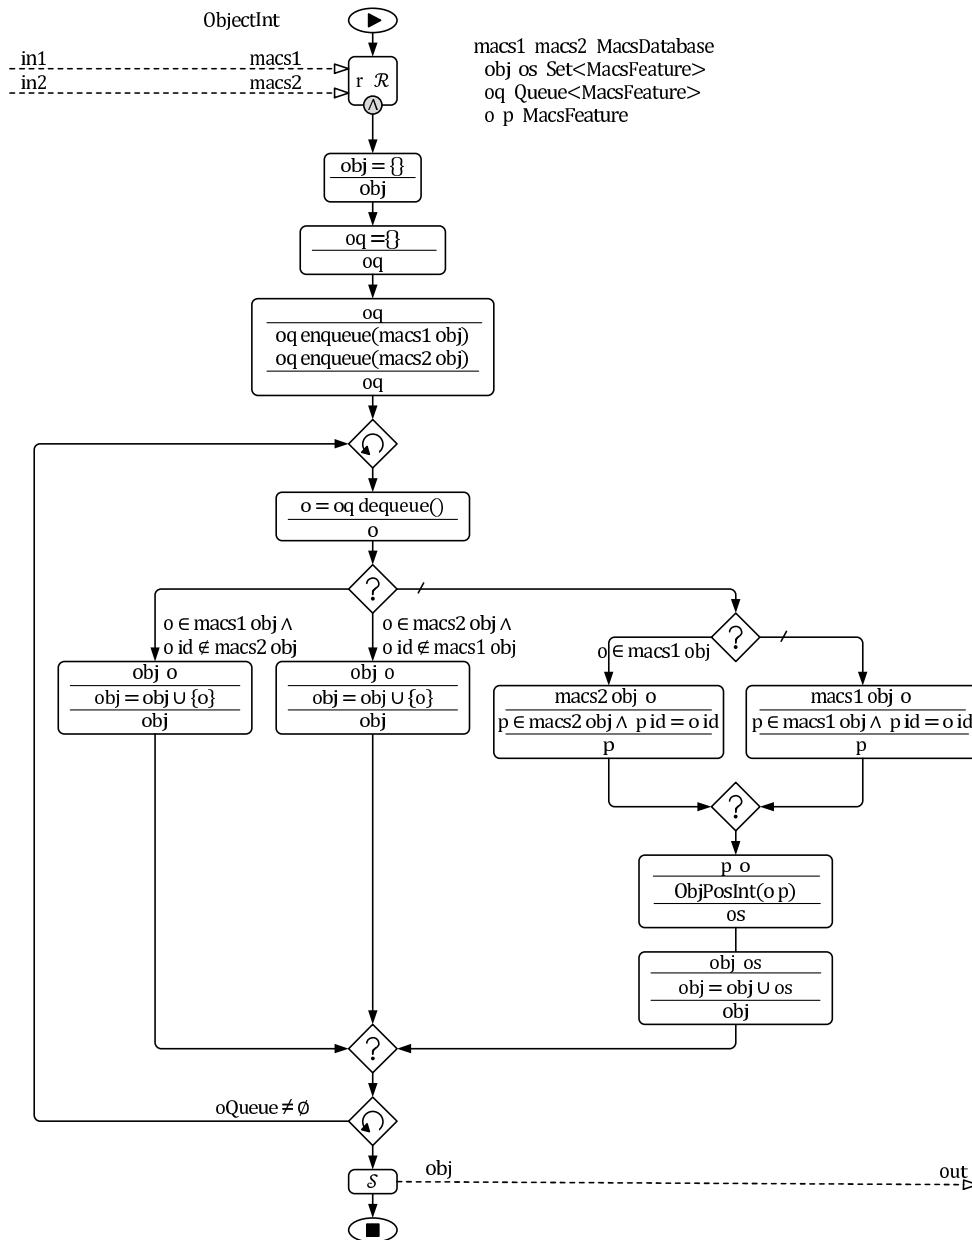 ObjectInt
in1 macs1
in2 macs2
macs1 macs2 MacsDatabase
obj os Set<MacsFeature>
oq Queue<MacsFeature>
o p MacsFeature
r ℛ
∧
obj = {}
obj
oq ={}
oq
oq
oq enqueue(macs1 obj)
oq enqueue(macs2 obj)
oq
o = oq dequeue()
o
?
o ∈ macs1 obj ∧
o id ∉ macs2 obj
o ∈ macs2 obj ∧
o id ∉ macs1 obj
?
o ∈ macs1 obj
obj o
obj = obj ∪ {o}
obj
obj o
obj = obj ∪ {o}
obj
macs2 obj o
p ∈ macs2 obj ∧ p id = o id
p
macs1 obj o
p ∈ macs1 obj ∧ p id = o id
p
?
p o
ObjPosInt(o p)
os
obj os
obj = obj ∪ os
obj
?
oQueue ≠ ∅
𝒮
obj
out